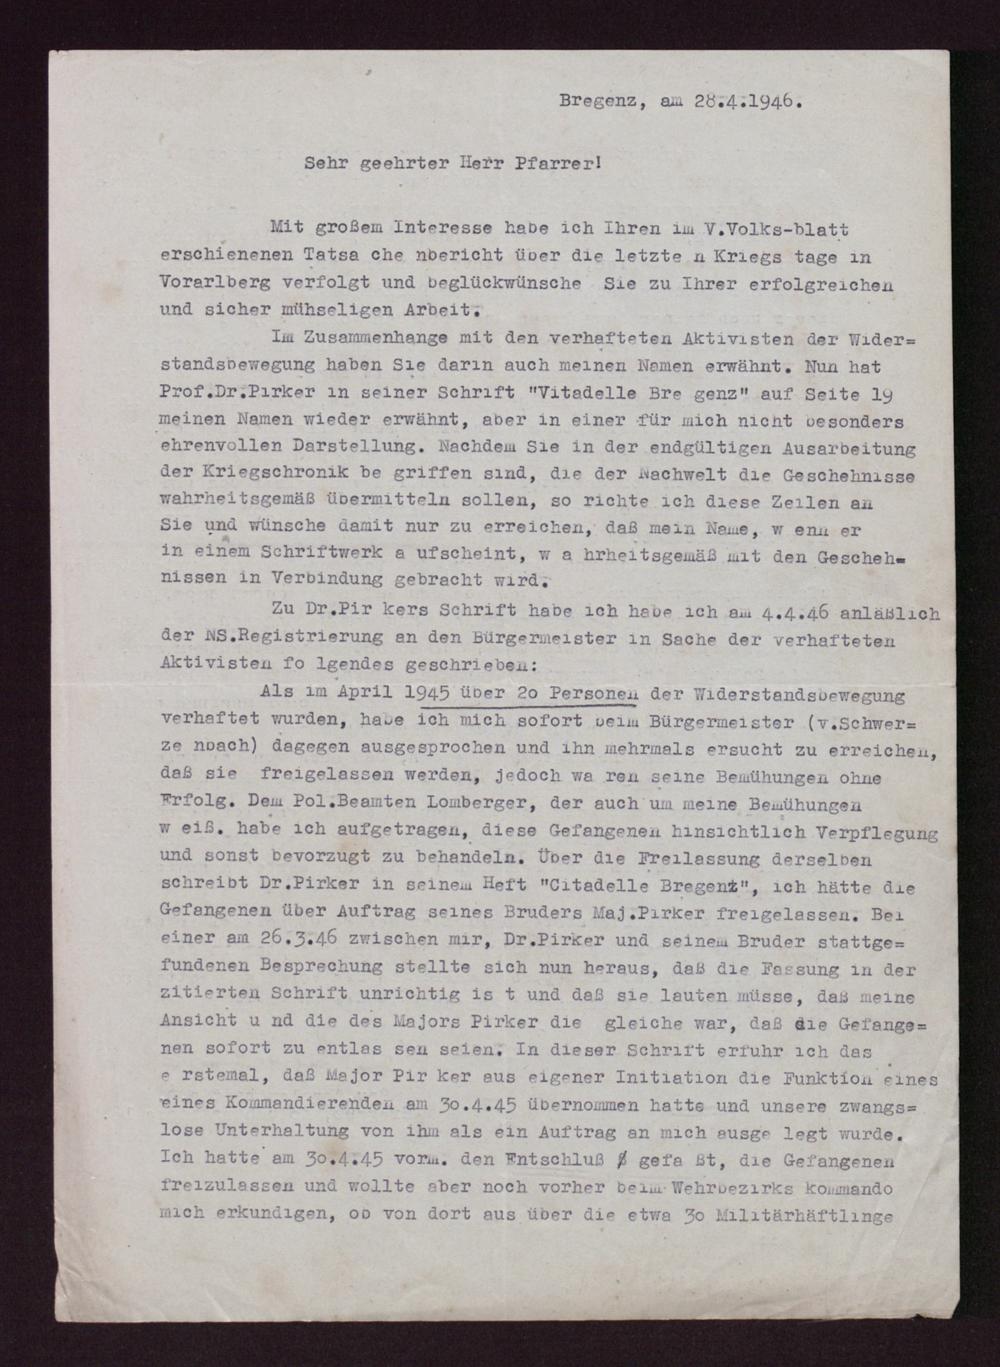 Bregenz, am 28.4.1946.
Sehr geehrter Herr Pfarrer!
Mit großem Interesse habe ich Ihren im V.Volks-blatt
erschienenen Tatsa che nbericht über die letzte n Kriegs tage in
Vorarlberg verfolgt und beglückwünsche Sie zu Ihrer erfolgreichen
und sicher mühseligen Arbeit.
Im Zusammenhange mit den verhafteten Aktivisten der Wider=
standsbewegung haben Sie darin auch meinen Namen erwähnt. Nun hat
Prof.Dr.Pirker in seiner Schrift "Vitadelle Bre genz" auf Seite 19
meinen Namen wieder erwähnt, aber in einer für mich nicht besonders
ehrenvollen Darstellung. Nachdem Sie in der endgültigen Ausarbeitung
der Kriegschronik be griffen sind, die der Nachwelt die Geschehnisse
wahrheitsgemäß übermitteln sollen, so richte ich diese Zeilen an
Sie und wünsche damit nur zu erreichen, daß mein Name, w enn er
in einem Schriftwerk a ufscheint, w a hrheitsgemäß mit den Gescheh=
nissen in Verbindung gebracht wird.
Zu Dr.Pir kers Schrift habe ich habe ich am 4.4.46 anläßlich
der NS.Registrierung an den Bürgermeister in Sache der verhafteten
Aktivisten fo lgendes geschrieben:
Als im April 1945 über 2o Personen der Widerstandsbewegung
verhaftet wurden, habe ich mich sofort beim Bürgermeister (v.Schwer=
ze nbach) dagegen ausgesprochen und ihn mehrmals ersucht zu erreichen,
daß sie freigelassen werden, jedoch wa ren seine Bemühungen ohne
Erfolg. Dem Pol.Beamten Lomberger, der auch um meine Bemühungen
w eiß. habe ich aufgetragen, diese Gefangenen hinsichtlich Verpflegung
und sonst bevorzugt zu behandeln. Über die Freilassung derselben
schreibt Dr.Pirker in seinem Heft "Citadelle Bregenz", ich hätte die
Gefangenen über Auftrag seines Bruders Maj.Pirker freigelassen. Bei
einer am 26.3.46 zwischen mir, Dr.Pirker und seinem Bruder stattge=
fundenen Besprechung stellte sich nun heraus, daß die Fassung in der
zitierten Schrift unrichtig is t und daß sie lauten müsse, daß meine
Ansicht u nd die des Majors Pirker die gleiche war, daß die Gefange=
nen sofort zu entlas sen seien. In dieser Schrift erfuhr ich das
e rstemal, daß Major Pir ker aus eigener Initiation die Funktion eines
eines Kommandierenden am 3o.4.45 übernommen hatte und unsere zwangs=
lose Unterhaltung von ihm als ein Auftrag an mich ausge legt wurde.
Ich hatte am 3o.4.45 vorm. den Entschluß gefa ßt, die Gefangenen
freizulassen und wollte aber noch vorher beim Wehrbezirks kommando
mich erkundigen, ob von dort aus über die etwa 3o Militärhäftlinge